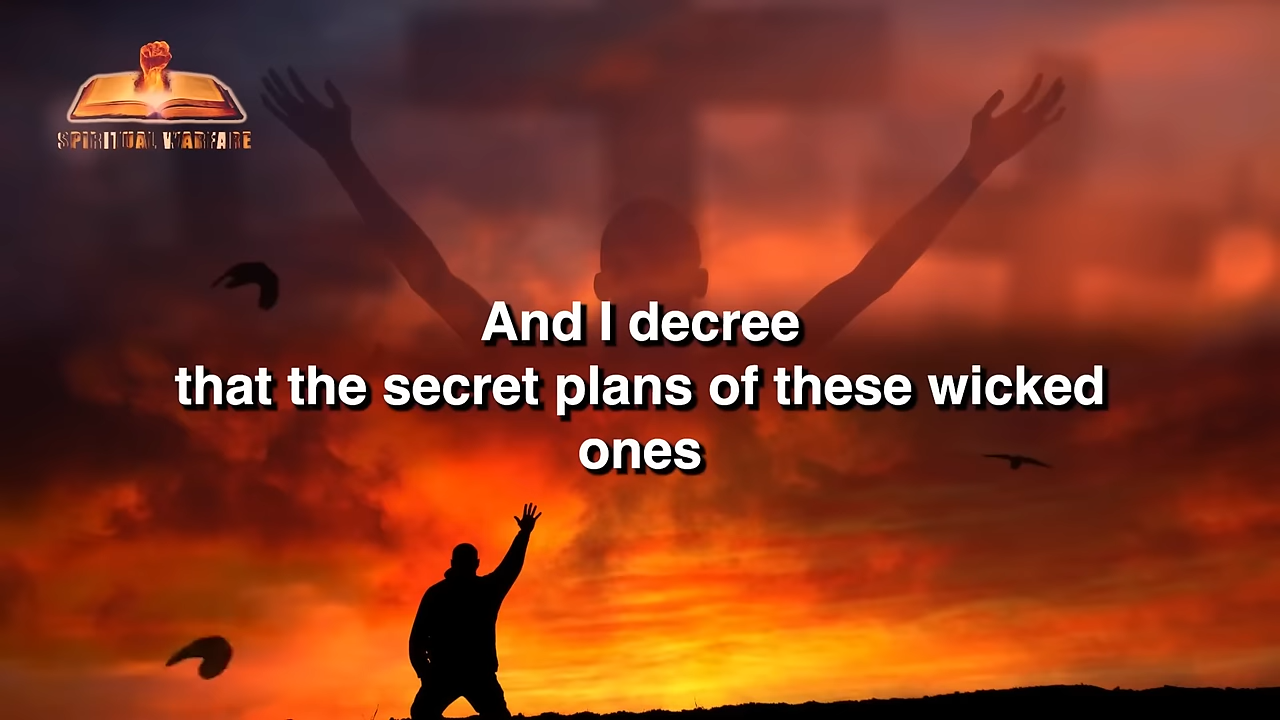 SPIRITUAL WARFARE
And I decree
that the secret plans of these wicked
ones